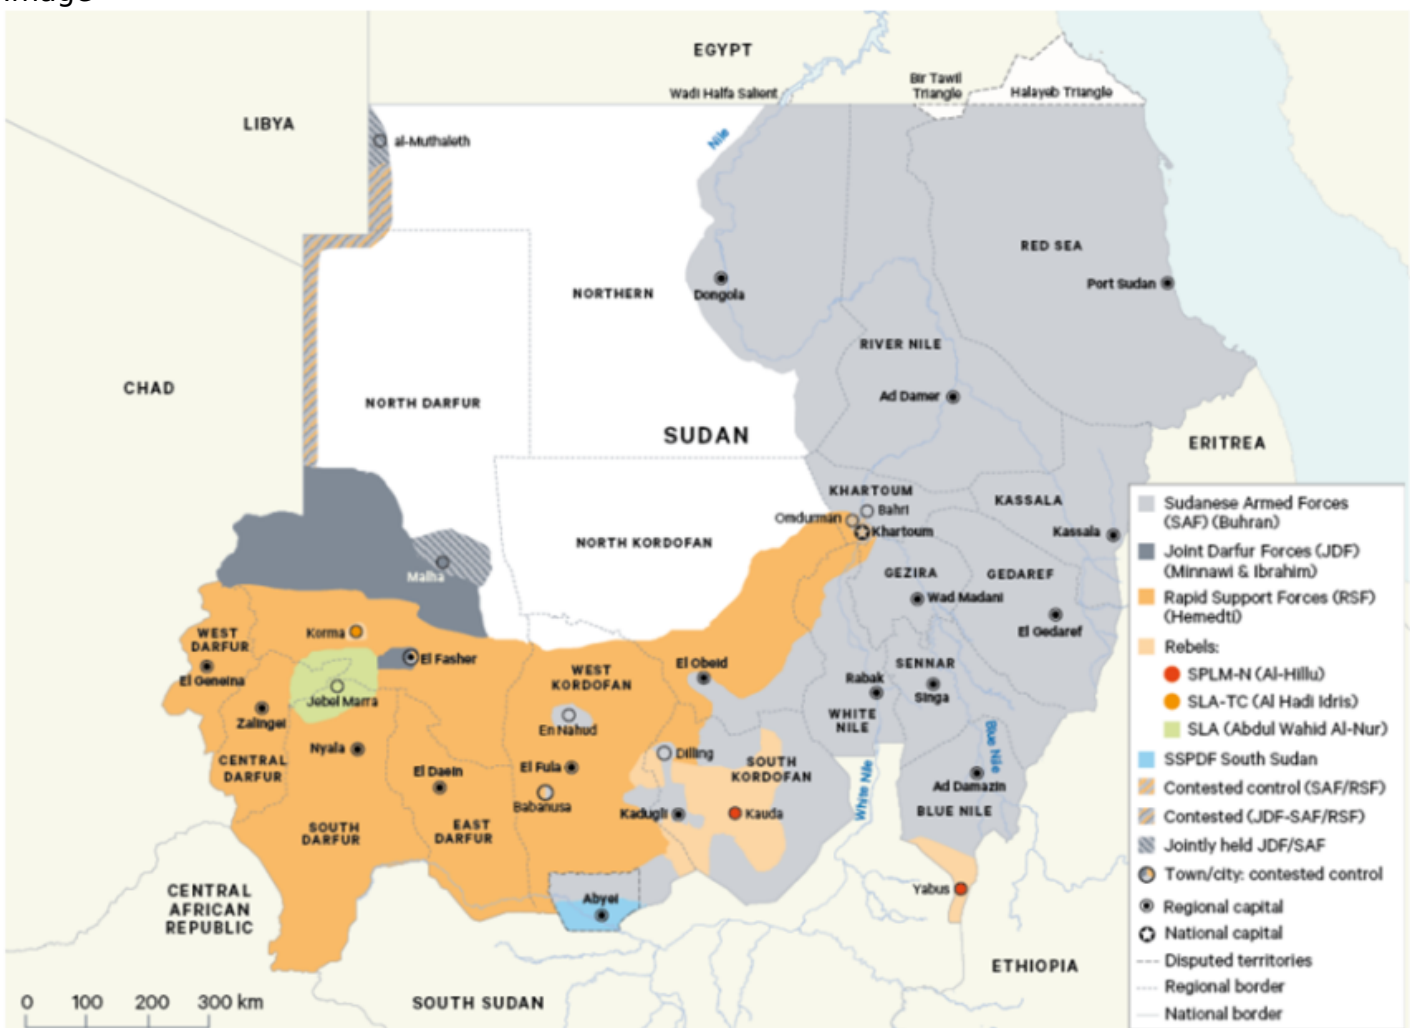 EGYPT
Wadi Halfa Salient
Bir Tawil
Triangle
Halayeb Triangle
LIBYA
al-Muthaleth
Nile
RED SEA
Port Sudan
NORTHERN
Dongola
RIVER NILE
CHAD
NORTH DARFUR
Ad Damer
SUDAN
ERITREA
KHARTOUM
Bahri
Omdurman
Khartoum
KASSALA
Kassala
NORTH KORDOFAN
Malha
GEZIRA
GEDAREF
Wad Madani
El Gedaref
WEST
DARFUR
Korma
El Fasher
El Geneina
Jebel Marra
Zalingei
WEST
KORDOFAN
El Obeid
SENNAR
Rabak
Singa
WHITE
NILE
En Nahud
Nyala
CENTRAL
DARFUR
El Daein
El Fula
Babanusa
Dilling
SOUTH
KORDOFAN
Kadugli
Kauda
White Nile
Blue Nile
Ad Damazin
BLUE NILE
SOUTH
DARFUR
EAST
DARFUR
Abyei
Yabus
CENTRAL
AFRICAN
REPUBLIC
SOUTH SUDAN
ETHIOPIA
0 100 200 300 km
Sudanese Armed Forces
(SAF) (Buhran)
Joint Darfur Forces (JDF)
(Minnawi & Ibrahim)
Rapid Support Forces (RSF)
(Hemedti)
Rebels:
SPLM-N (Al-Hillu)
SLA-TC (Al Hadi Idris)
SLA (Abdul Wahid Al-Nur)
SSPDF South Sudan
Contested control (SAF/RSF)
Contested (JDF-SAF/RSF)
Jointly held JDF/SAF
Town/city: contested control
Regional capital
National capital
Disputed territories
Regional border
National border